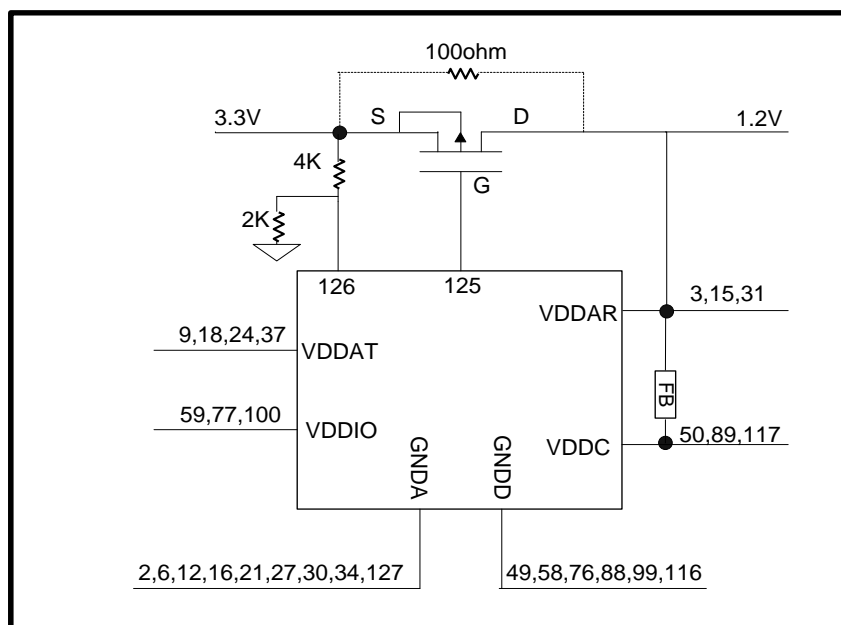 100ohm
3.3V
S
D
1.2V
4K
G
2K
126
125
VDDAR
3,15,31
9,18,24,37
VDDAT
FB
59,77,100
VDDIO
VDDC
50,89,117
GNDA
GNDD
2,6,12,16,21,27,30,34,127
49,58,76,88,99,116